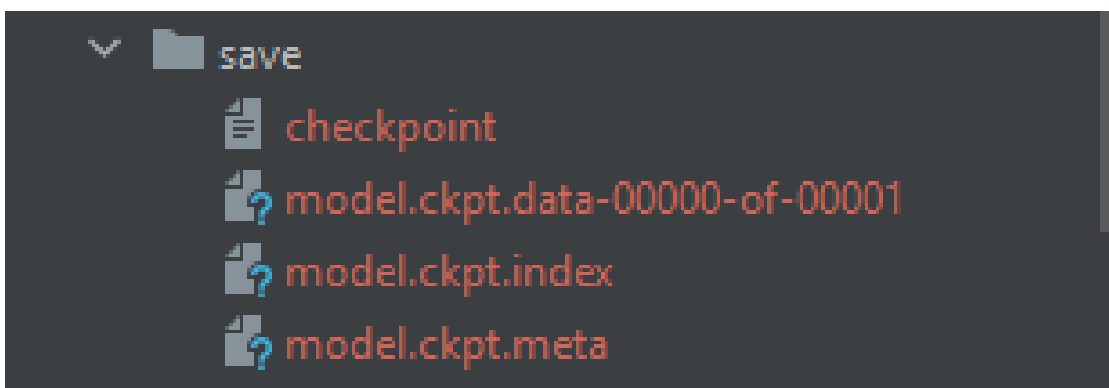 save
checkpoint
model.ckpt.data-00000-of-00001
model.ckpt.index
model.ckpt.meta